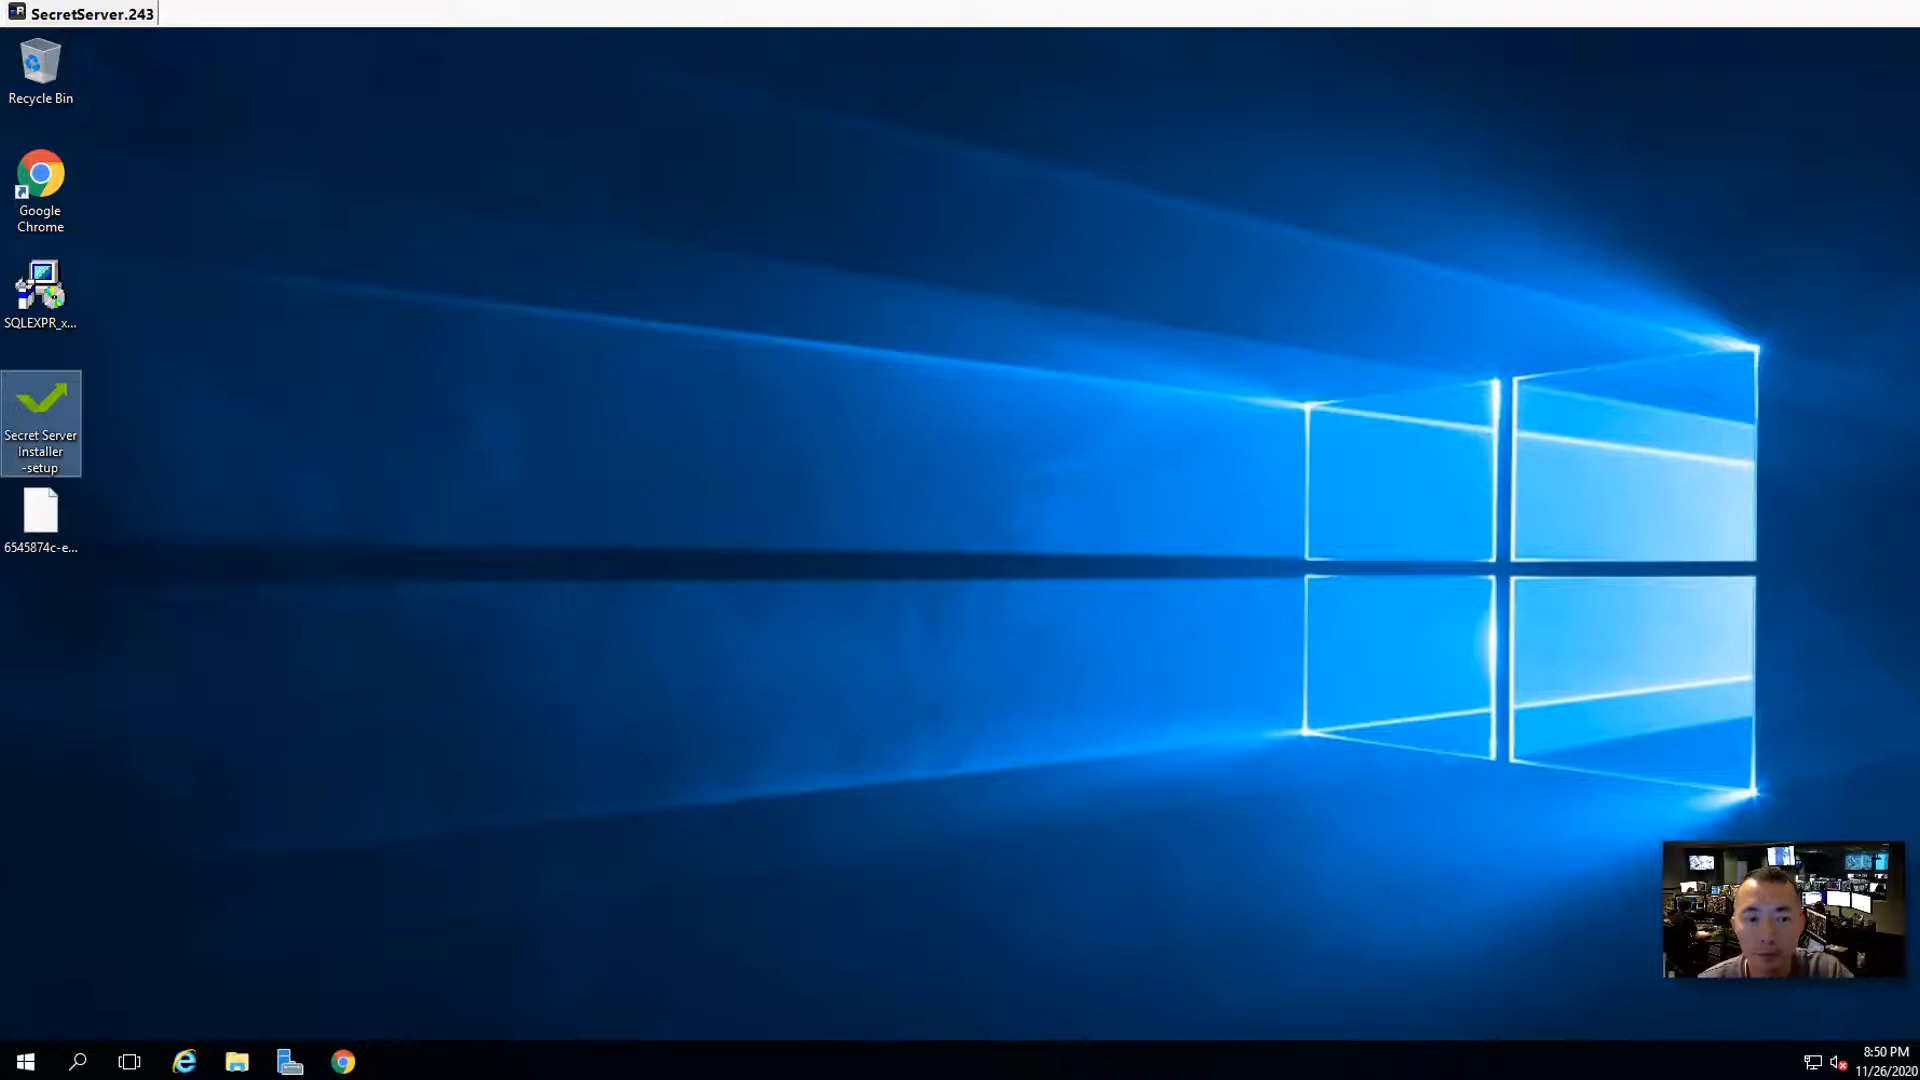 SecretServer.243
Recycle Bin
Google
Chrome
SQLEXPR_x...
Secret Server
Installer
-setup
6545874c-e...
8:50 PM
11/26/2020